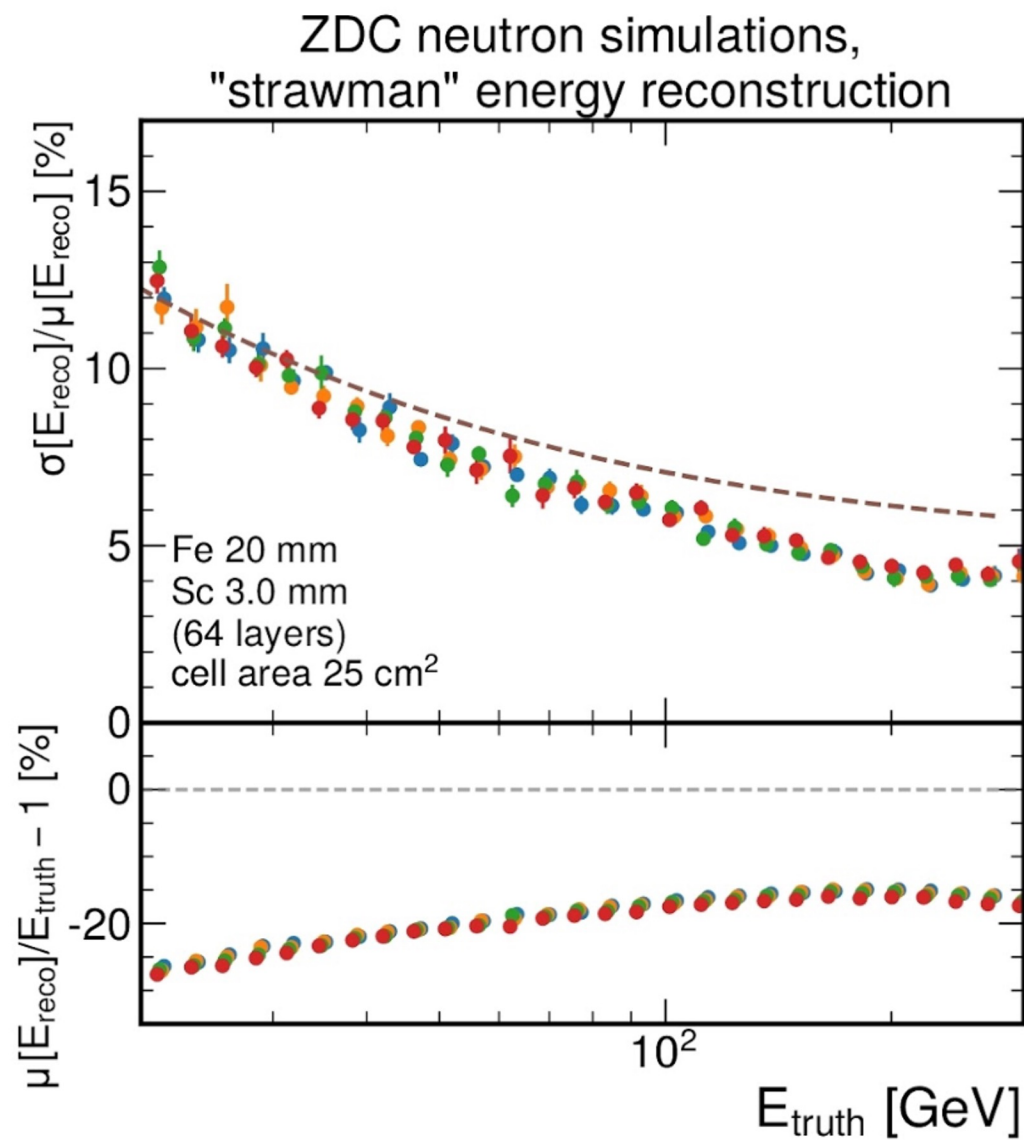 ZDC neutron simulations,
"strawman" energy reconstruction
σ[E_reco]/μ[E_reco] [%]
15
10
5
0
Fe 20 mm
Sc 3.0 mm
(64 layers)
cell area 25 cm²
μ[E_reco]/E_truth − 1 [%]
0
-20
10²
E_truth [GeV]